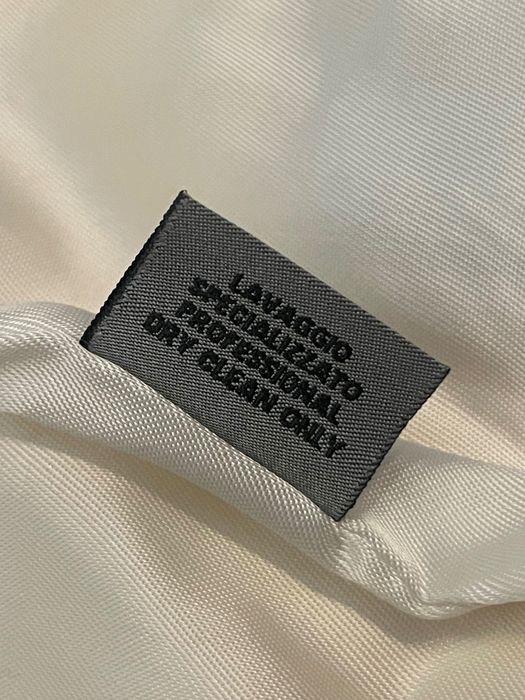 LAVAGGIO
SPECIALIZZATO
PROFESSIONAL
DRY CLEAN ONLY